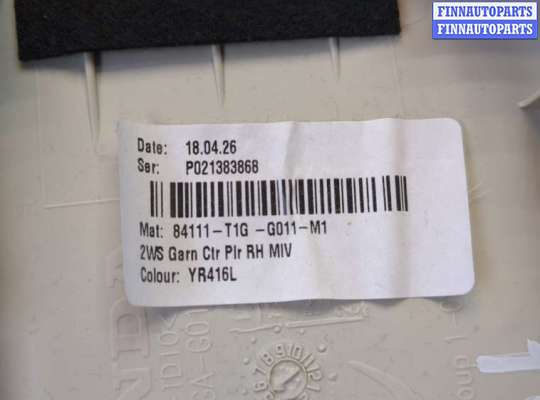 FINNAUTOPARTS
FINNAUTOPARTS
Date: 18.04.26
Ser: P021383868
Mat: 84111-T1G -G011-M1
2WS Garn Ctr Plr RH MIV
Colour: YR416L